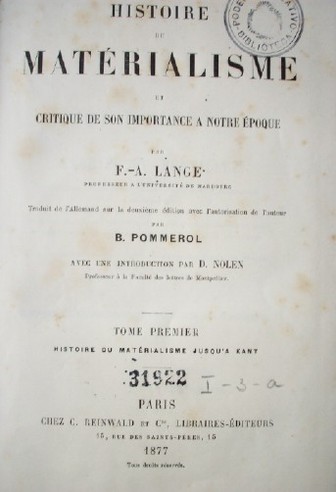 HISTOIRE
DU
MATÉRIALISME
ET
CRITIQUE DE SON IMPORTANCE A NOTRE ÉPOQUE
PAR
F.-A. LANGE
PROFESSEUR A L'UNIVERSITÉ DE MARBOURG
Traduit de l'Allemand sur la deuxième édition avec l'autorisation de l'auteur
PAR
B. POMMEROL
AVEC UNE INTRODUCTION PAR D. NOLEN
Professeur à la Faculté des lettres de Montpellier.
TOME PREMIER
HISTOIRE DU MATÉRIALISME JUSQU'A KANT
31922 I-3-a
PARIS
CHEZ C. REINWALD ET Cie, LIBRAIRES-ÉDITEURS
15, RUE DES SAINTS-PÈRES, 15
1877
Tous droits réservés.
BIBLIOTECA